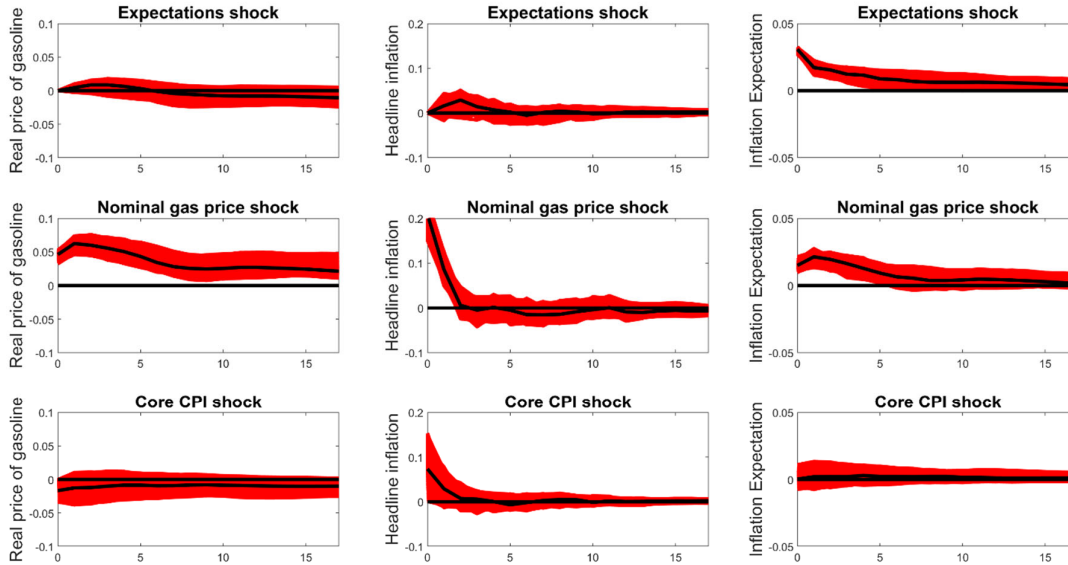 Expectations shock
Real price of gasoline
0.1
0.05
0
-0.05
-0.1
0 5 10 15
Expectations shock
Headline inflation
0.2
0.1
0
-0.1
0 5 10 15
Expectations shock
Inflation Expectation
0.05
0
-0.05
0 5 10 15
Nominal gas price shock
Real price of gasoline
0.1
0.05
0
-0.05
-0.1
0 5 10 15
Nominal gas price shock
Headline inflation
0.2
0.1
0
-0.1
0 5 10 15
Nominal gas price shock
Inflation Expectation
0.05
0
-0.05
0 5 10 15
Core CPI shock
Real price of gasoline
0.1
0.05
0
-0.05
-0.1
0 5 10 15
Core CPI shock
Headline inflation
0.2
0.1
0
-0.1
0 5 10 15
Core CPI shock
Inflation Expectation
0.05
0
-0.05
0 5 10 15